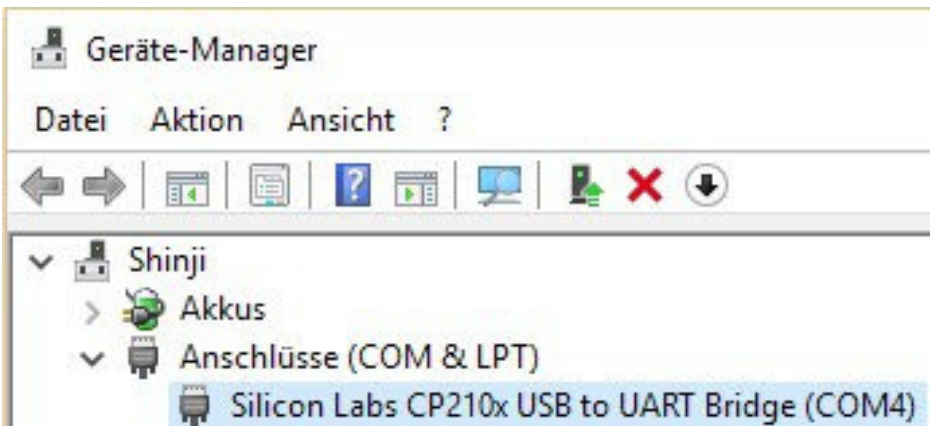 Geräte-Manager
Datei Aktion Ansicht ?
Shinji
Akkus
Anschlüsse (COM & LPT)
Silicon Labs CP210x USB to UART Bridge (COM4)